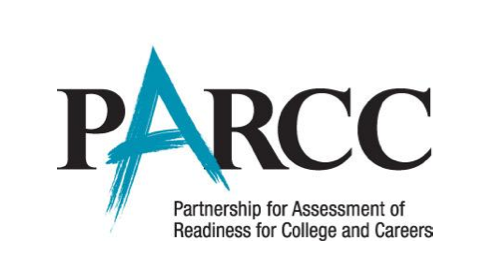 PARCC
Partnership for Assessment of
Readiness for College and Careers